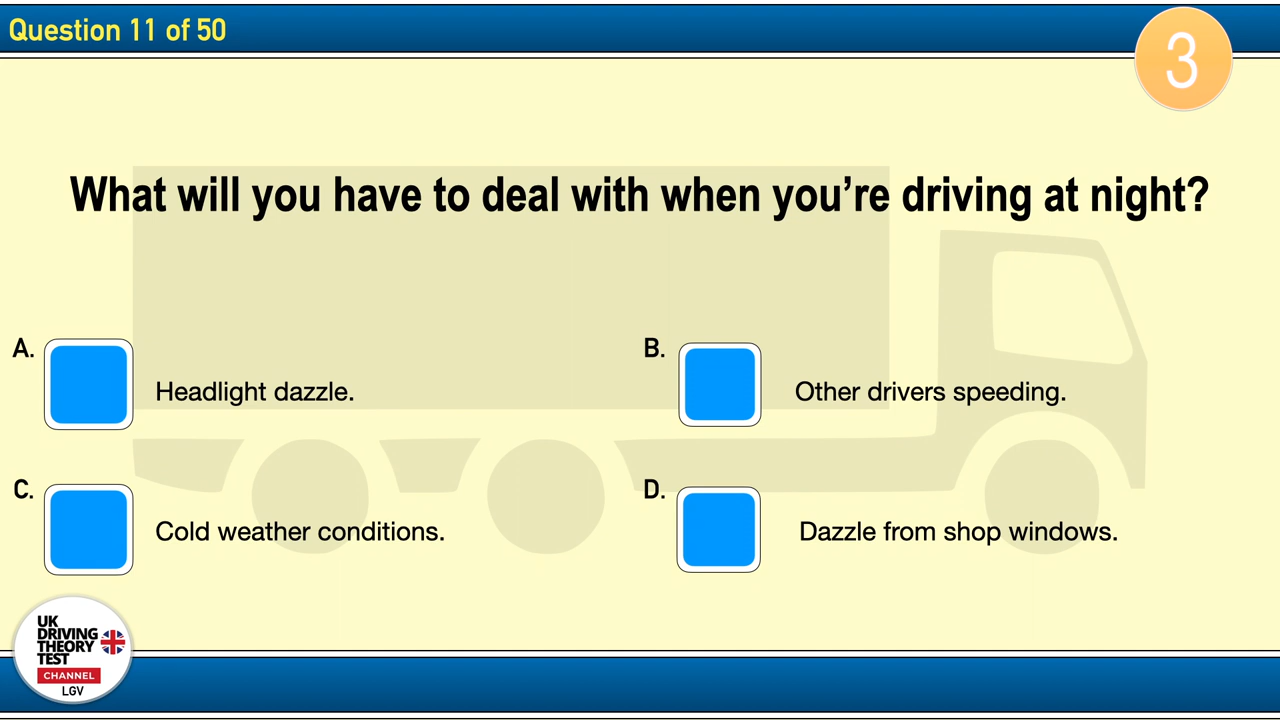 Question 11 of 50
3
What will you have to deal with when you're driving at night?
A.
Headlight dazzle.
B.
Other drivers speeding.
C.
Cold weather conditions.
D.
Dazzle from shop windows.
UK
DRIVING
THEORY
TEST
CHANNEL
LGV